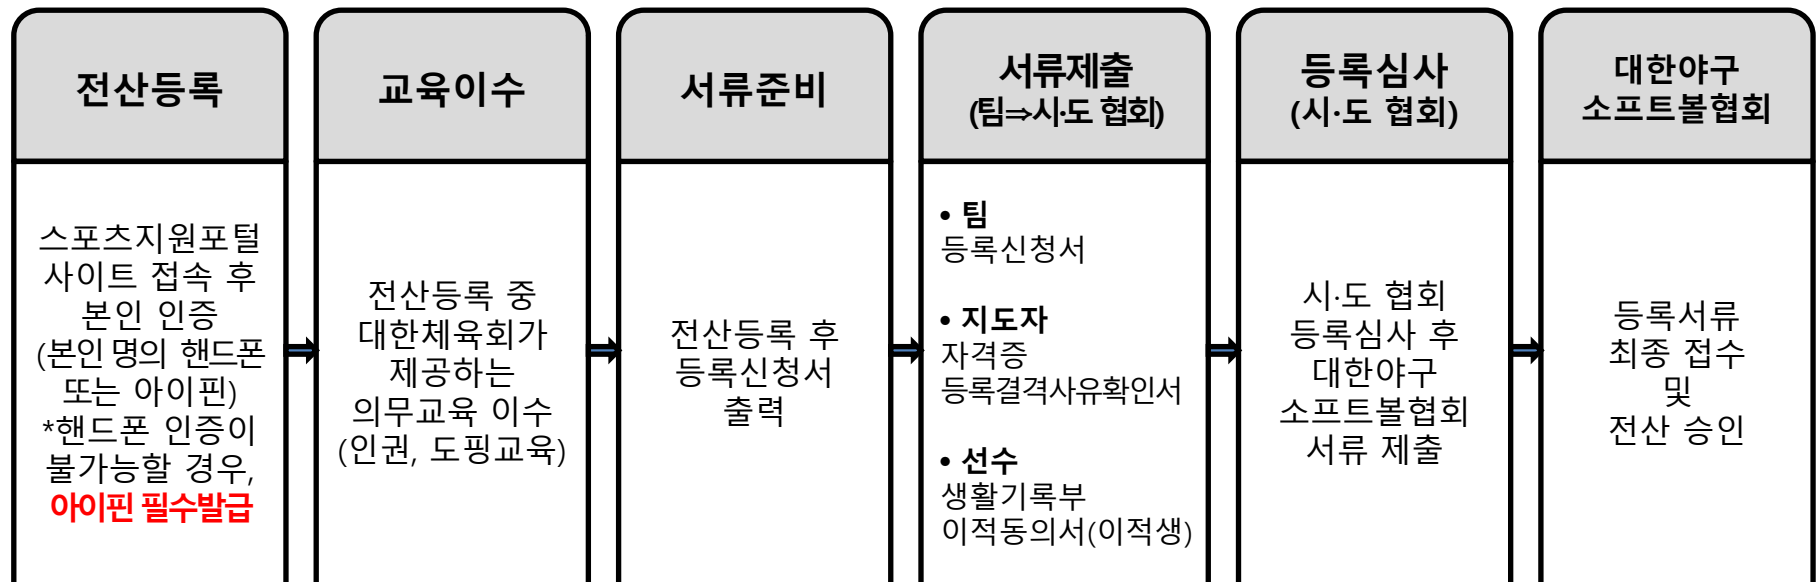 전산등록
스포츠지원포털
사이트 접속 후
본인 인증
(본인 명의 핸드폰
또는 아이핀)
*핸드폰 인증이
불가능할 경우,
아이핀 필수발급
교육이수
전산등록 중
대한체육회가
제공하는
의무교육 이수
(인권, 도핑교육)
서류준비
전산등록 후
등록신청서
출력
서류제출
(팀⇒시·도 협회)
• 팀
등록신청서
• 지도자
자격증
등록결격사유확인서
• 선수
생활기록부
이적동의서(이적생)
등록심사
(시·도 협회)
시·도 협회
등록심사 후
대한야구
소프트볼협회
서류 제출
대한야구
소프트볼협회
등록서류
최종 접수
및
전산 승인